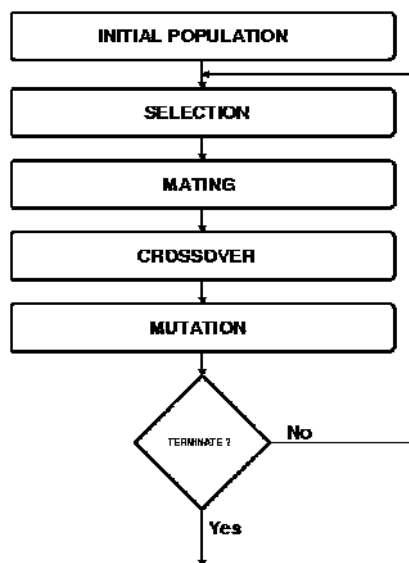 INITIAL POPULATION
SELECTION
MATING
CROSSOVER
MUTATION
TERMINATE ?
No
Yes